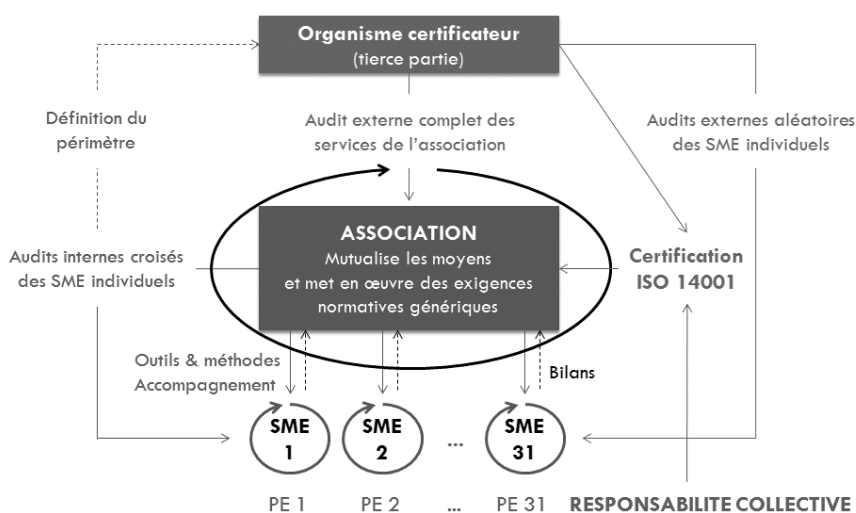 Organisme certificateur
(tierce partie)
Définition du
périmètre
Audit externe complet des
services de l'association
Audits externes aléatoires
des SME individuels
ASSOCIATION
Mutualise les moyens
et met en œuvre des exigences
normatives génériques
Audits internes croisés
des SME individuels
Certification
ISO 14001
Outils & méthodes
Accompagnement
Bilans
SME
1
SME
2
...
SME
31
PE 1
PE 2
...
PE 31
RESPONSABILITE COLLECTIVE